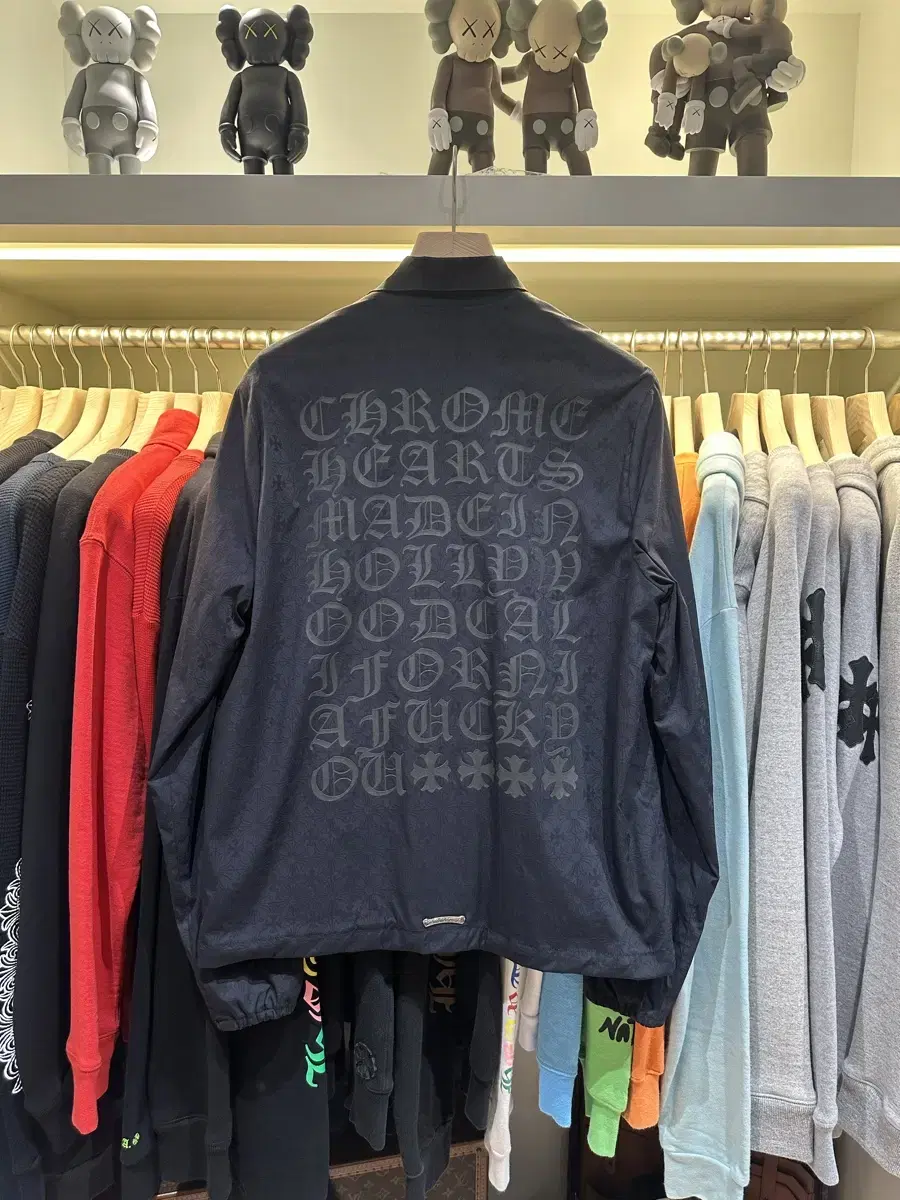 CHROME
HEARTS
MADEIN
HOLLYW
OODCAL
IFORNI
AFUCKY
OU